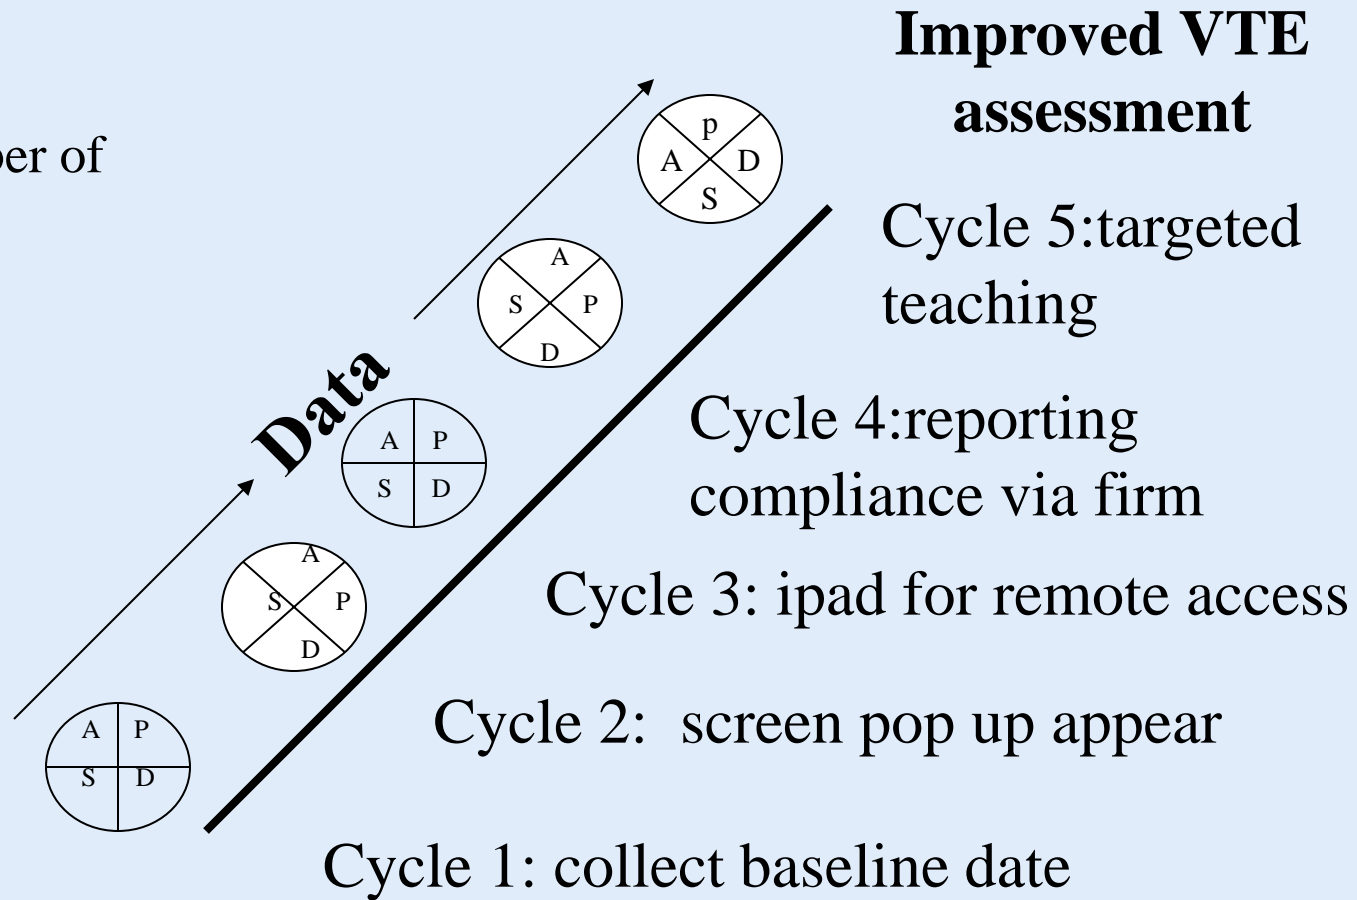 Improved VTE
assessment
per of
p
A D
S
Cycle 5:targeted
teaching
A
S P
D
Data
Cycle 4:reporting
compliance via firm
A P
S D
Cycle 3: ipad for remote access
A
S P
D
Cycle 2: screen pop up appear
A P
S D
Cycle 1: collect baseline date